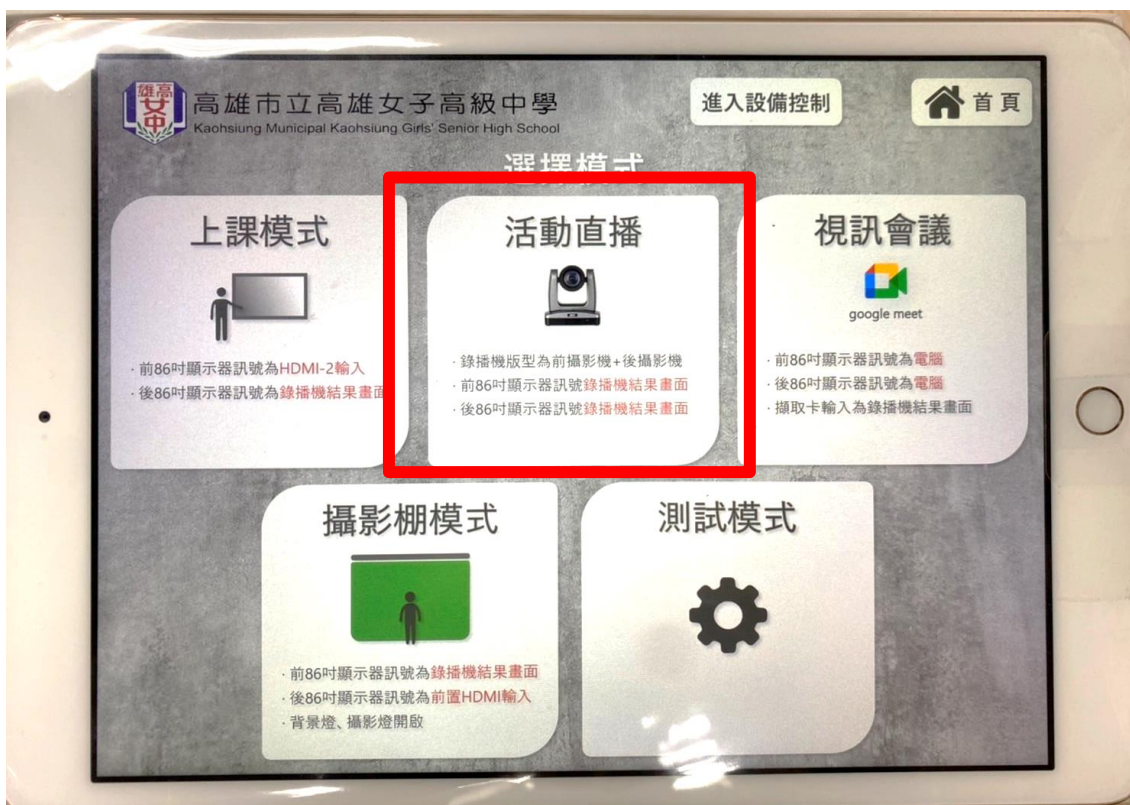 雄高
女中
高雄市立高雄女子高級中學
Kaohsiung Municipal Kaohsiung Girls' Senior High School
進入設備控制
首頁
選擇模式
上課模式
·前86吋顯示器訊號為HDMI-2輸入
·後86吋顯示器訊號為錄播機結果畫面
活動直播
·錄播機版型為前攝影機+後攝影機
·前86吋顯示器訊號錄播機結果畫面
·後86吋顯示器訊號錄播機結果畫面
視訊會議
google meet
·前86吋顯示器訊號為電腦
·後86吋顯示器訊號為電腦
·擷取卡輸入為錄播機結果畫面
攝影棚模式
·前86吋顯示器訊號為錄播機結果畫面
·後86吋顯示器訊號為前置HDMI輸入
·背景燈、攝影燈開啟
測試模式